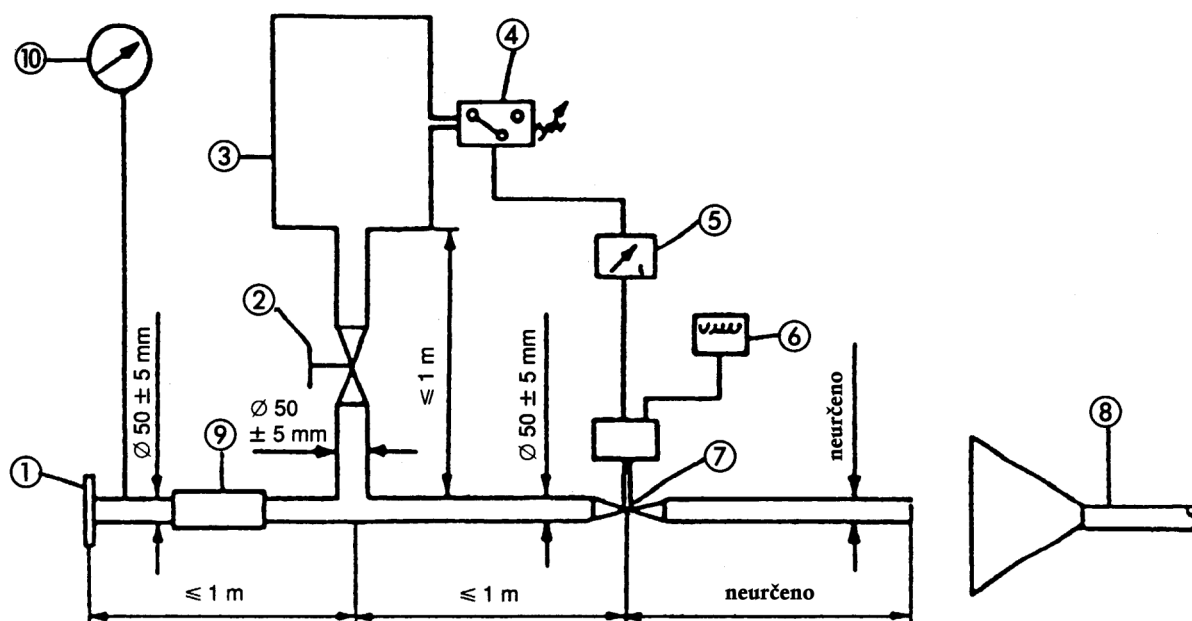 ⑩
④
③
⑤
②
⑥
Ø 50 ± 5 mm
Ø 50
± 5 mm
≤ 1 m
Ø 50 ± 5 mm
neurčeno
⑨
⑦
⑧
①
≤ 1 m
≤ 1 m
neurčeno